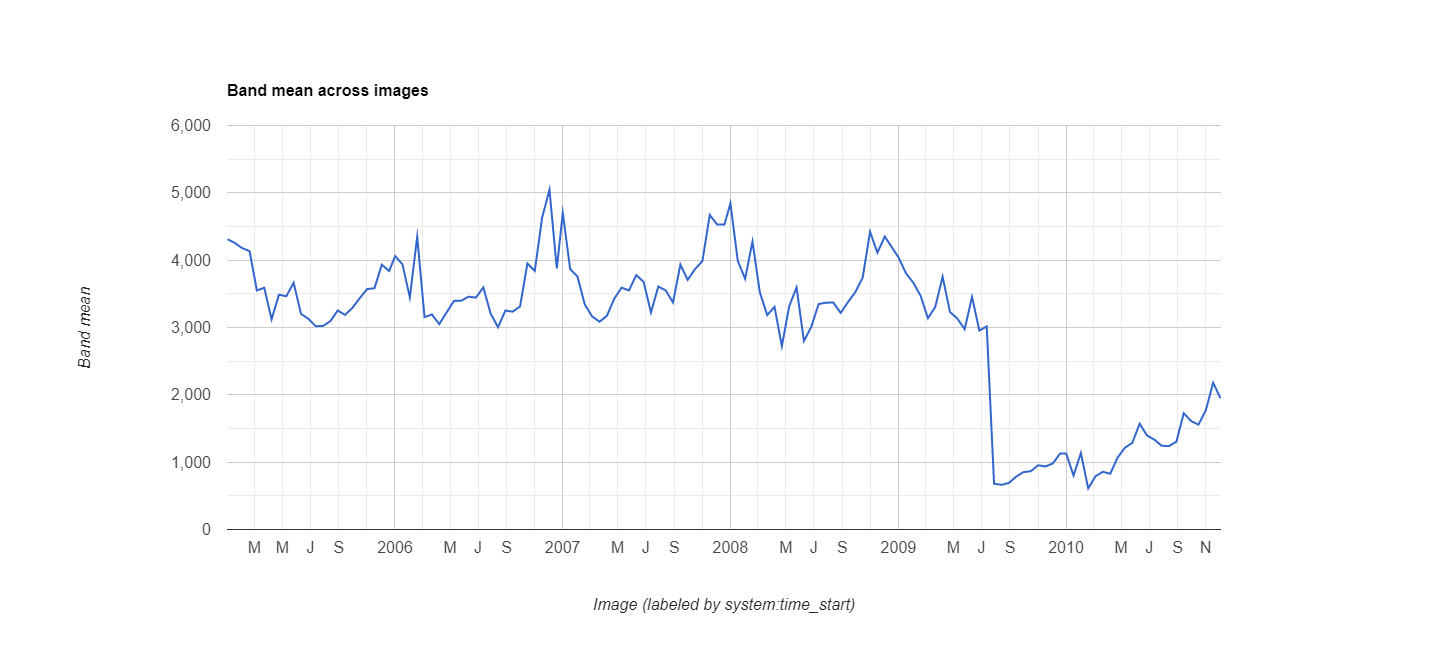 Band mean across images
6,000
5,000
4,000
3,000
2,000
1,000
0
Band mean
M M J S 2006 M J S 2007 M J S 2008 M J S 2009 M J S 2010 M J S N
Image (labeled by system:time_start)